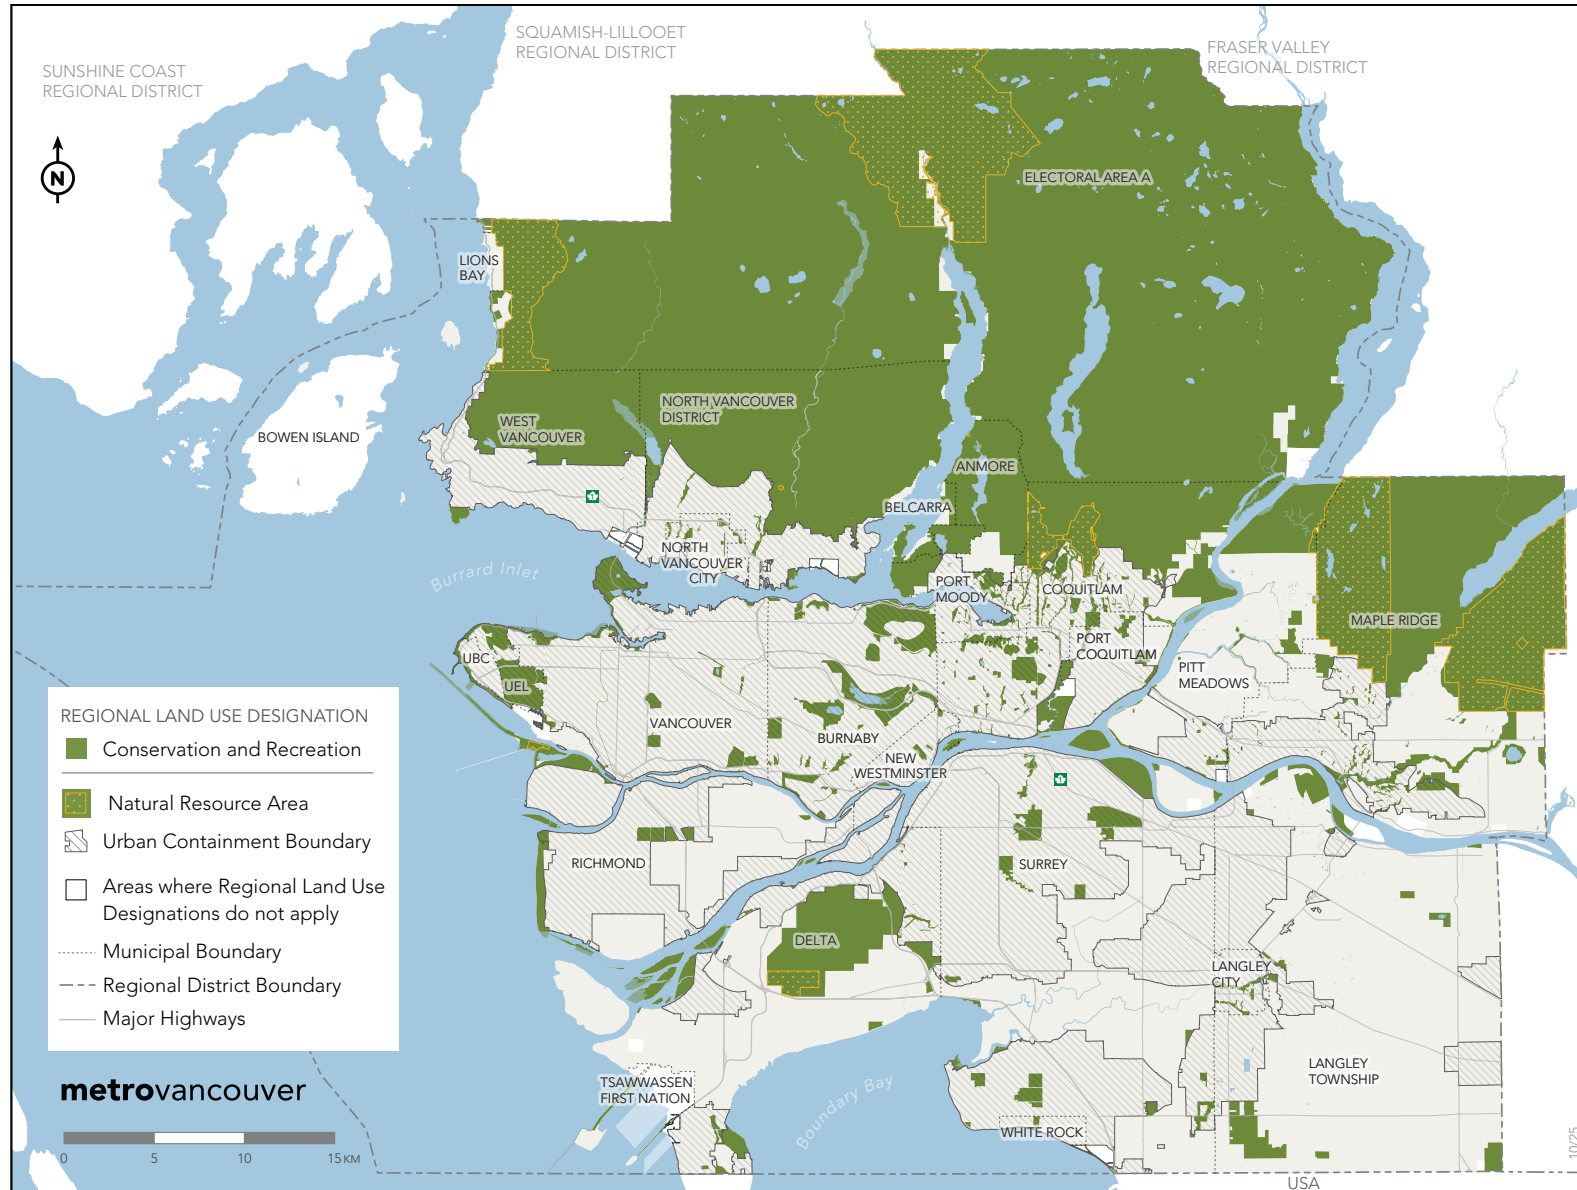 SUNSHINE COAST
REGIONAL DISTRICT
SQUAMISH-LILLOOET
REGIONAL DISTRICT
FRASER VALLEY
REGIONAL DISTRICT
N
ELECTORAL AREA A
LIONS
BAY
BOWEN ISLAND
WEST
VANCOUVER
NORTH VANCOUVER
DISTRICT
ANMORE
BELCARRA
1
NORTH
VANCOUVER
CITY
Burrard Inlet
PORT
MOODY
COQUITLAM
MAPLE RIDGE
PORT
COQUITLAM
PITT
MEADOWS
UBC
UEL
VANCOUVER
BURNABY
NEW
WESTMINSTER
1
RICHMOND
SURREY
DELTA
LANGLEY
CITY
LANGLEY
TOWNSHIP
TSAWWASSEN
FIRST NATION
Boundary Bay
WHITE ROCK
USA
10/25
REGIONAL LAND USE DESIGNATION
Conservation and Recreation
Natural Resource Area
Urban Containment Boundary
Areas where Regional Land Use
Designations do not apply
Municipal Boundary
Regional District Boundary
Major Highways
metrovancouver
0 5 10 15 KM